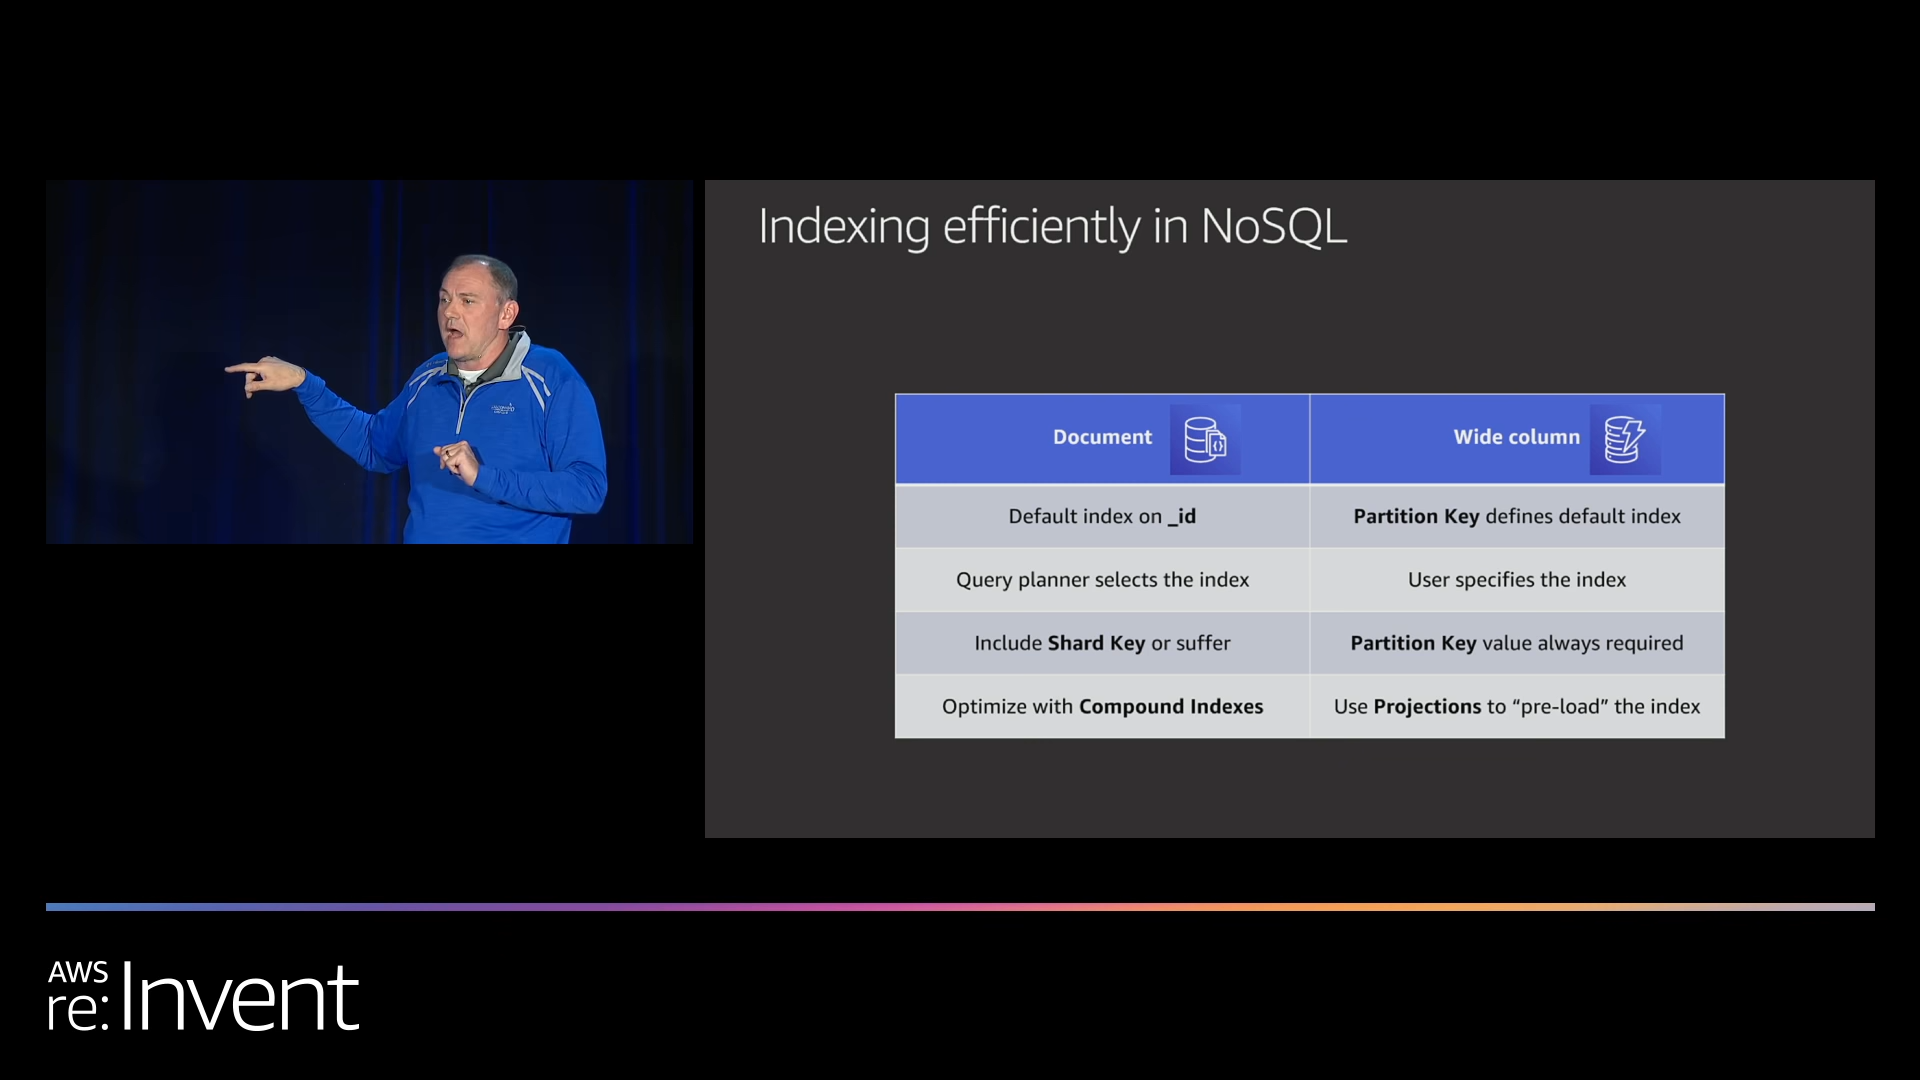 Indexing efficiently in NoSQL
Document
Wide column
Default index on _id
Partition Key defines default index
Query planner selects the index
User specifies the index
Include Shard Key or suffer
Partition Key value always required
Optimize with Compound Indexes
Use Projections to “pre-load” the index
AWS
re:Invent